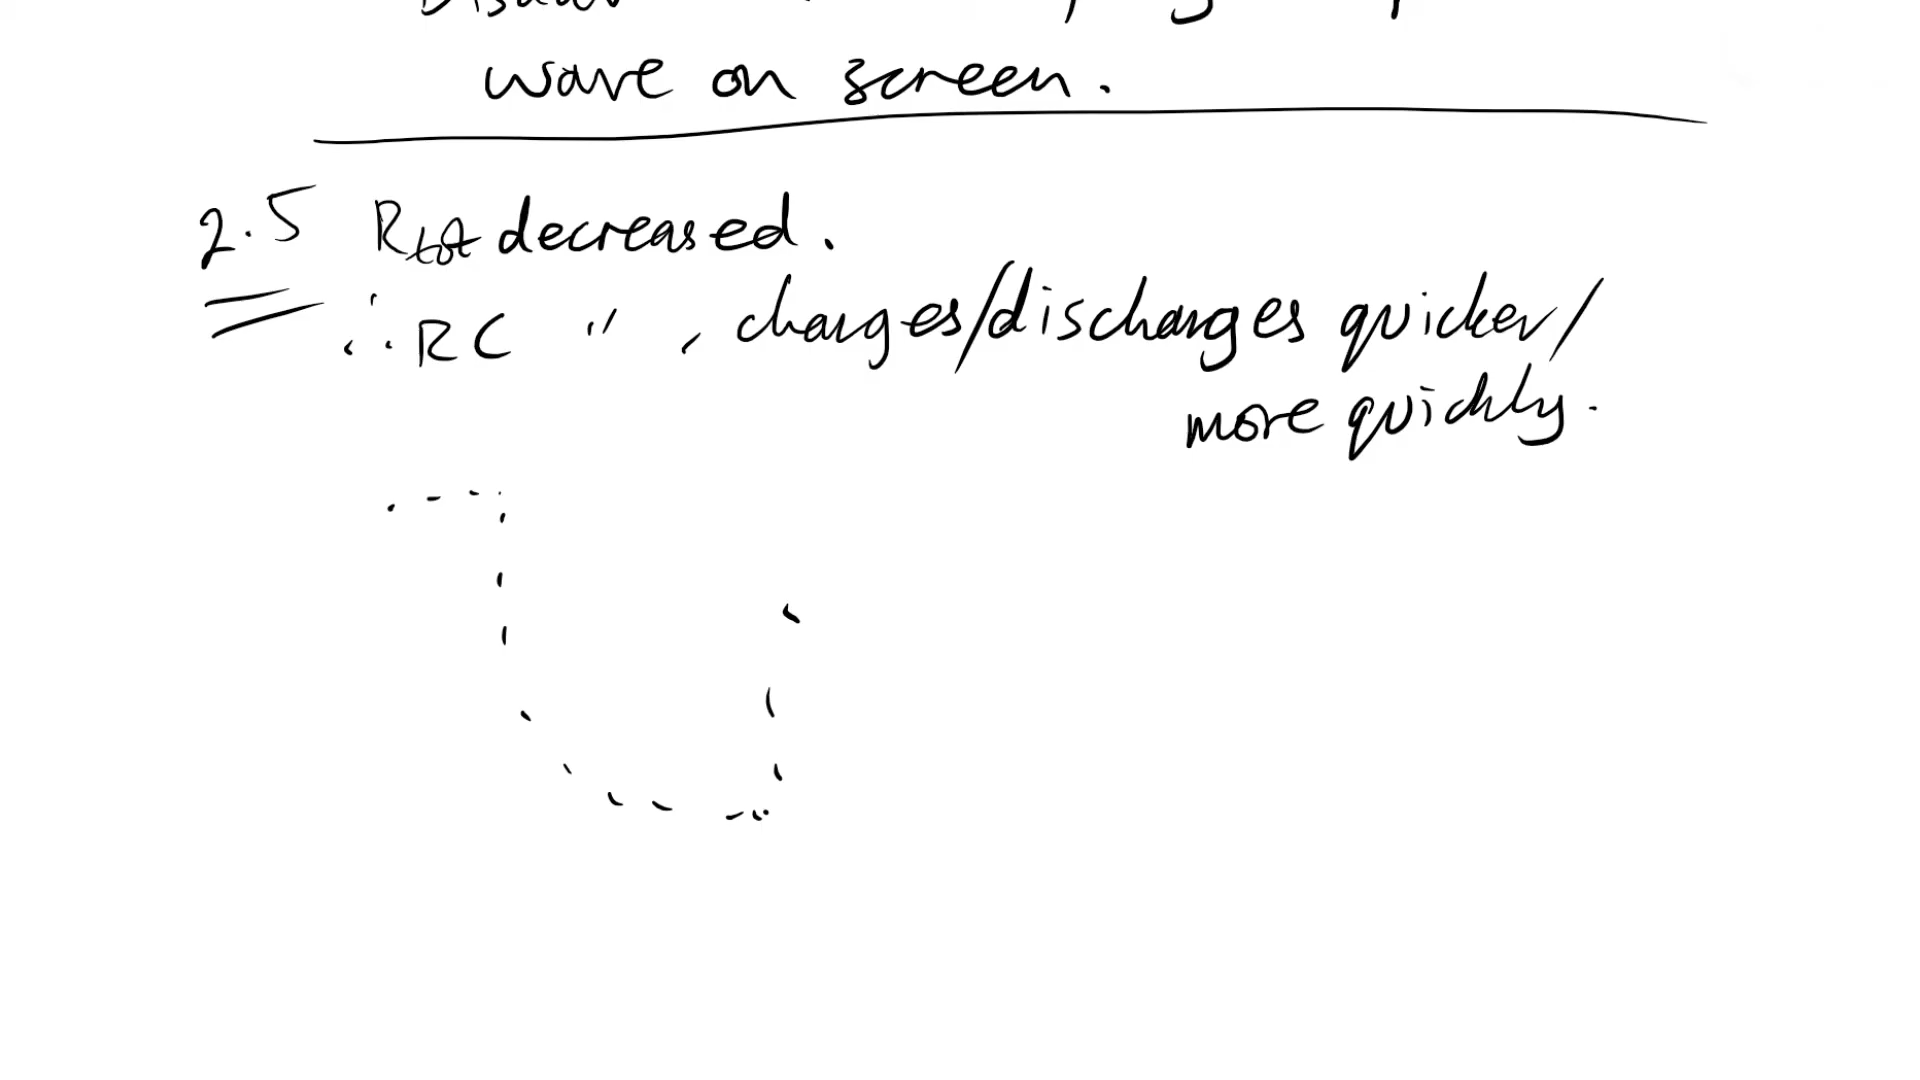 wave on screen.
2.5 Rtot decreased.
∴ RC " , charges/discharges quicker/
more quickly.